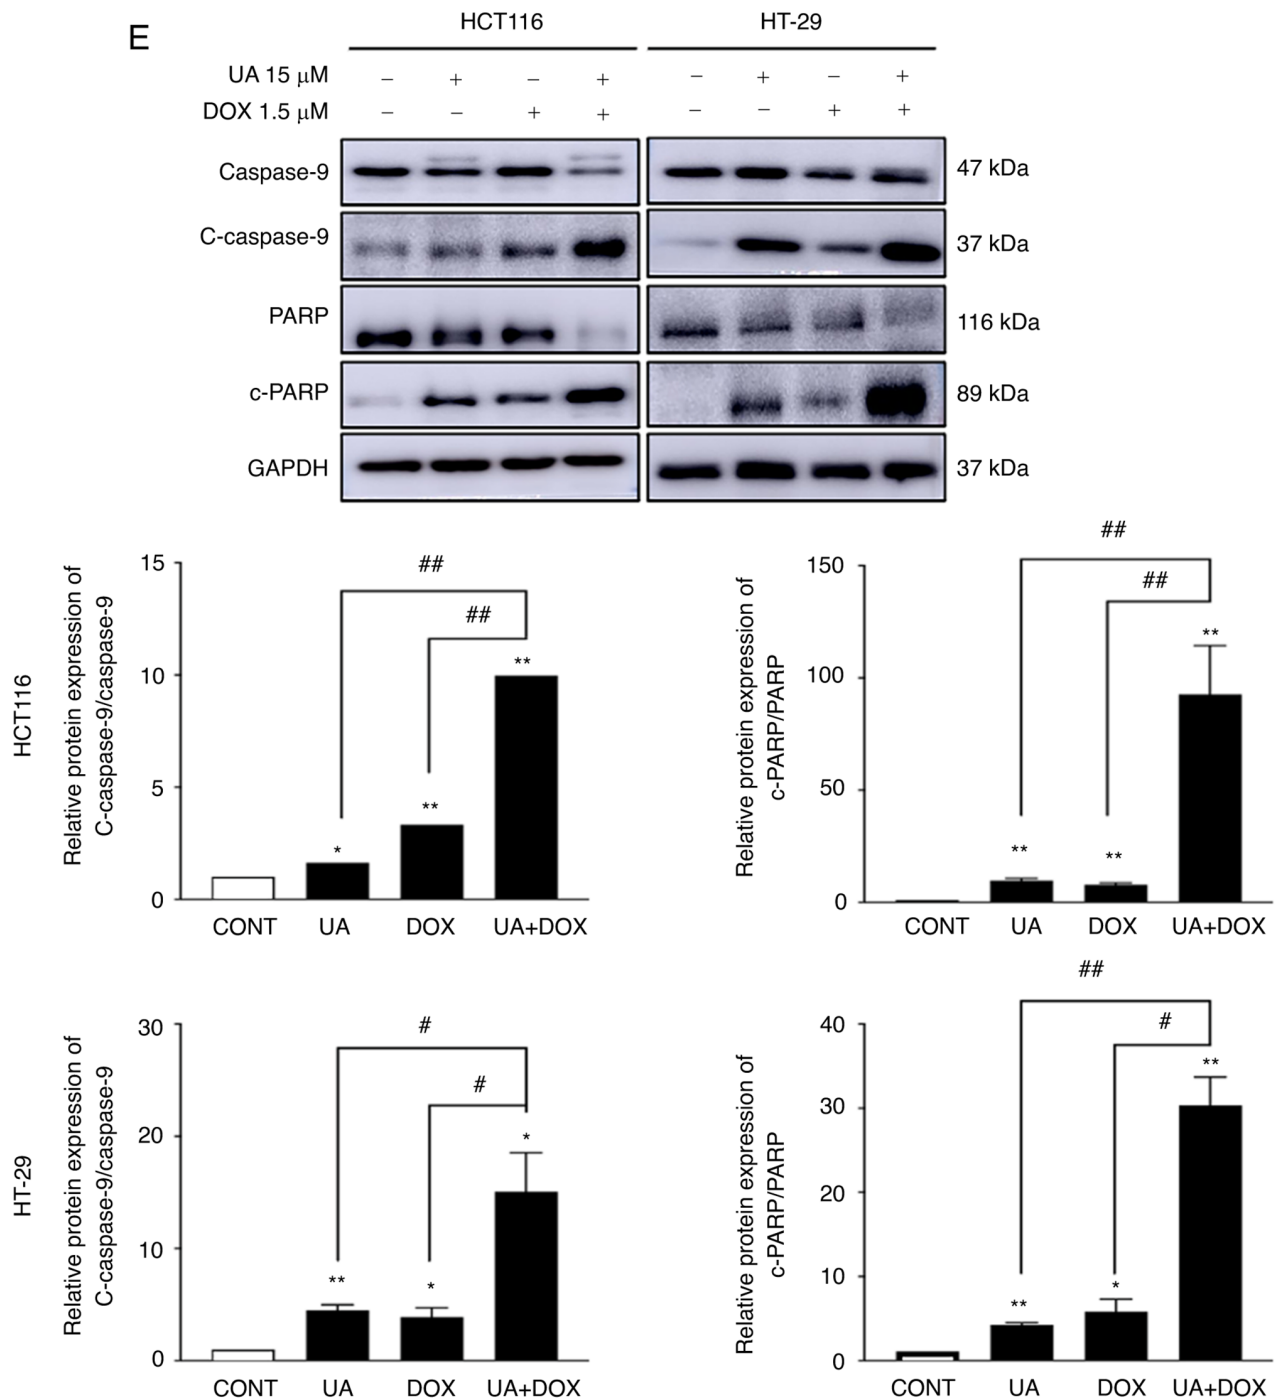 E
HCT116 HT-29
UA 15 μM − + − + − + − +
DOX 1.5 μM − − + + − − + +
Caspase-9 47 kDa
C-caspase-9 37 kDa
PARP 116 kDa
c-PARP 89 kDa
GAPDH 37 kDa
HCT116
Relative protein expression of
C-caspase-9/caspase-9
15
10
5
0
##
##
*
**
**
CONT UA DOX UA+DOX
Relative protein expression of
c-PARP/PARP
150
100
50
0
##
##
**
**
**
CONT UA DOX UA+DOX
HT-29
Relative protein expression of
C-caspase-9/caspase-9
30
20
10
0
#
#
**
*
*
CONT UA DOX UA+DOX
Relative protein expression of
c-PARP/PARP
40
30
20
10
0
##
#
**
*
**
CONT UA DOX UA+DOX